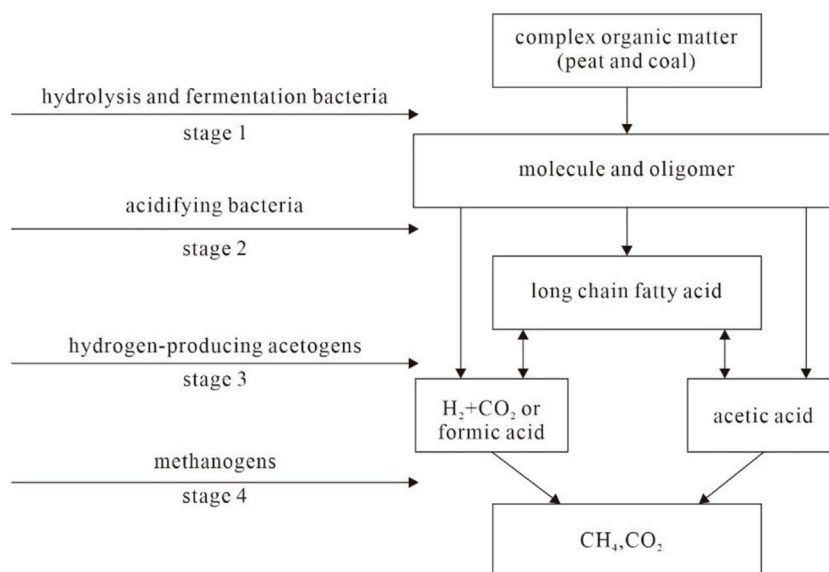 complex organic matter
(peat and coal)
hydrolysis and fermentation bacteria
stage 1
molecule and oligomer
acidifying bacteria
stage 2
long chain fatty acid
hydrogen-producing acetogens
stage 3
H₂+CO₂ or
formic acid
acetic acid
methanogens
stage 4
CH₄,CO₂